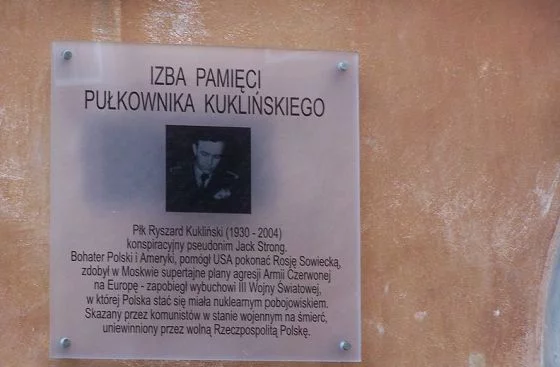 IZBA PAMIĘCI
PUŁKOWNIKA KUKLIŃSKIEGO
Płk Ryszard Kukliński (1930 - 2004)
konspiracyjny pseudonim Jack Strong.
Bohater Polski i Ameryki, pomógł USA pokonać Rosję Sowiecką,
zdobył w Moskwie supertajne plany agresji Armii Czerwonej
na Europę - zapobiegł wybuchowi III Wojny Światowej,
w której Polska stać się miała nuklearnym pobojowiskiem.
Skazany przez komunistów w stanie wojennym na śmierć,
uniewinniony przez wolną Rzeczpospolitą Polskę.